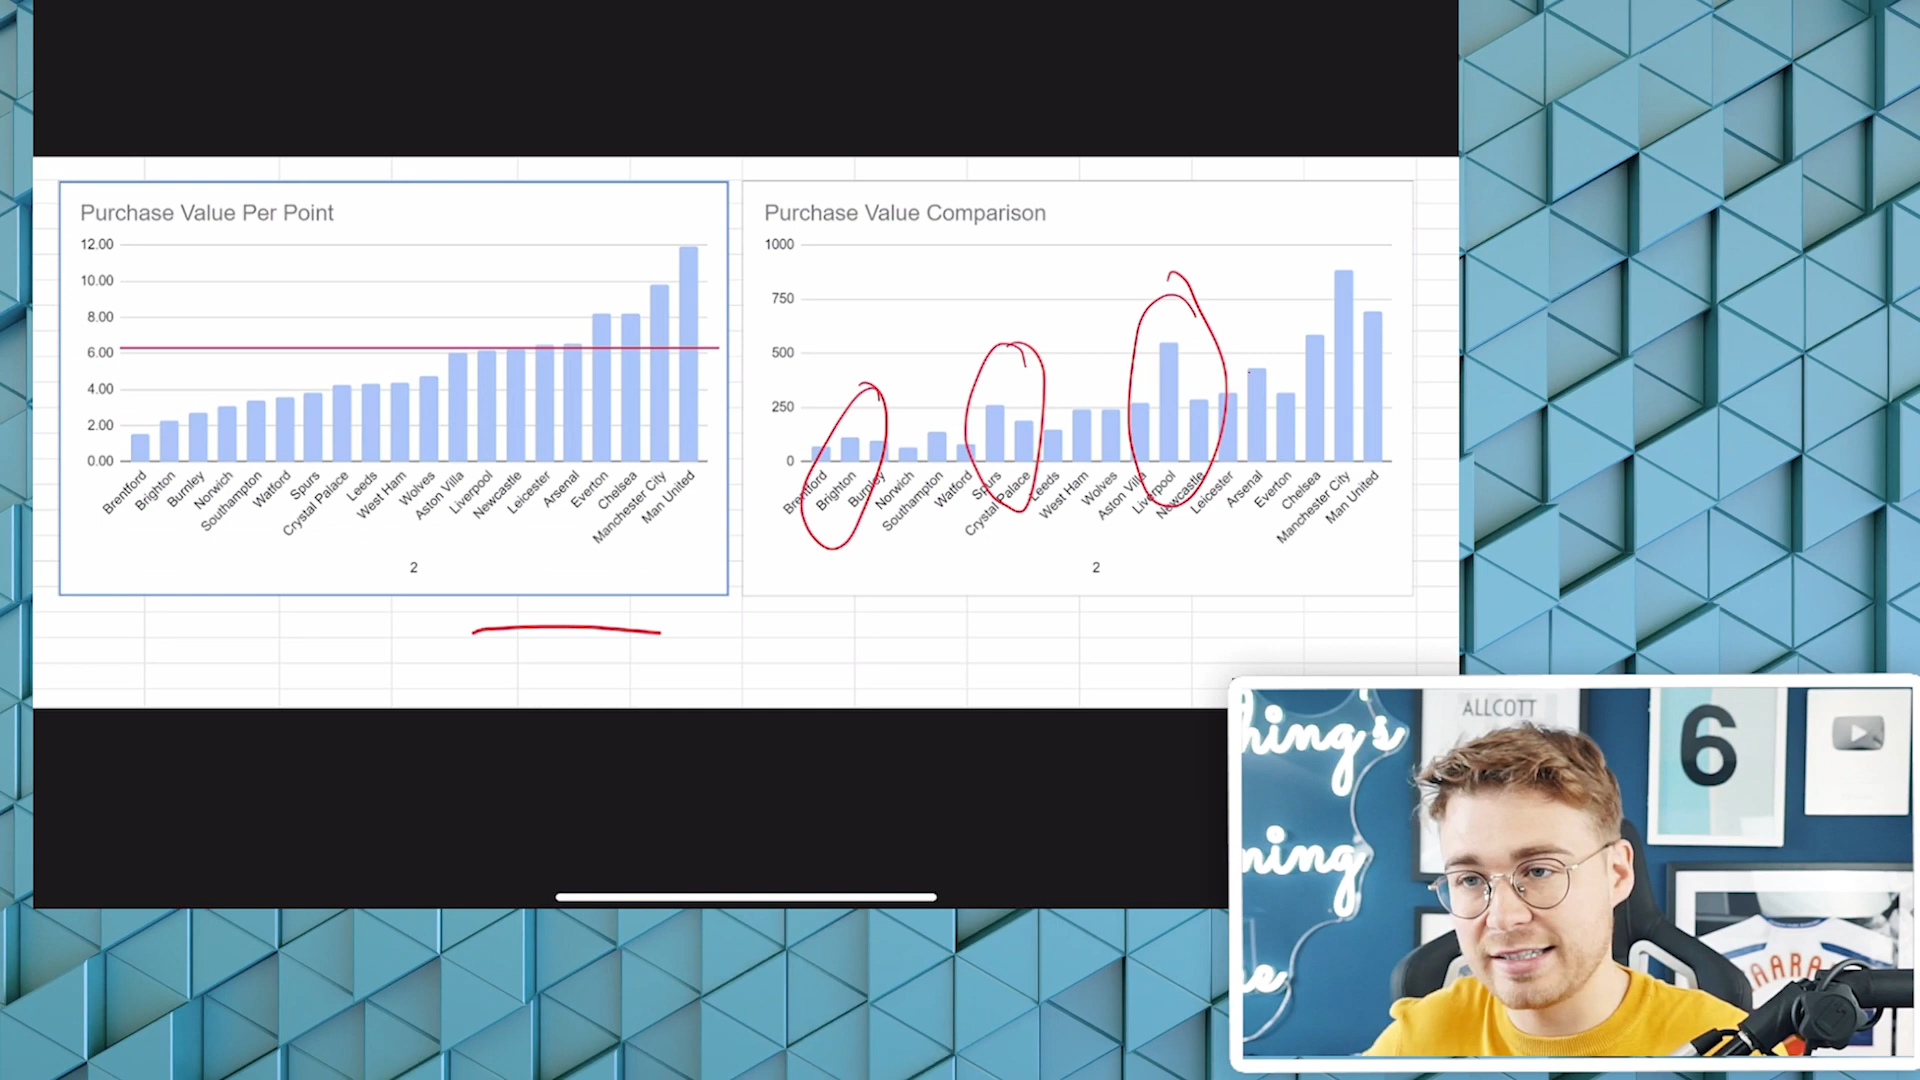 Purchase Value Per Point
12.00
10.00
8.00
6.00
4.00
2.00
0.00
Brentford
Brighton
Burnley
Norwich
Southampton
Watford
Spurs
Crystal Palace
Leeds
West Ham
Wolves
Aston Villa
Liverpool
Newcastle
Leicester
Arsenal
Everton
Chelsea
Manchester City
Man United
2
Purchase Value Comparison
1000
750
500
250
0
Brentford
Brighton
Burnley
Norwich
Southampton
Watford
Spurs
Crystal Palace
Leeds
West Ham
Wolves
Aston Villa
Liverpool
Newcastle
Leicester
Arsenal
Everton
Chelsea
Manchester City
Man United
2
hing's
ning
ALLCOTT
6